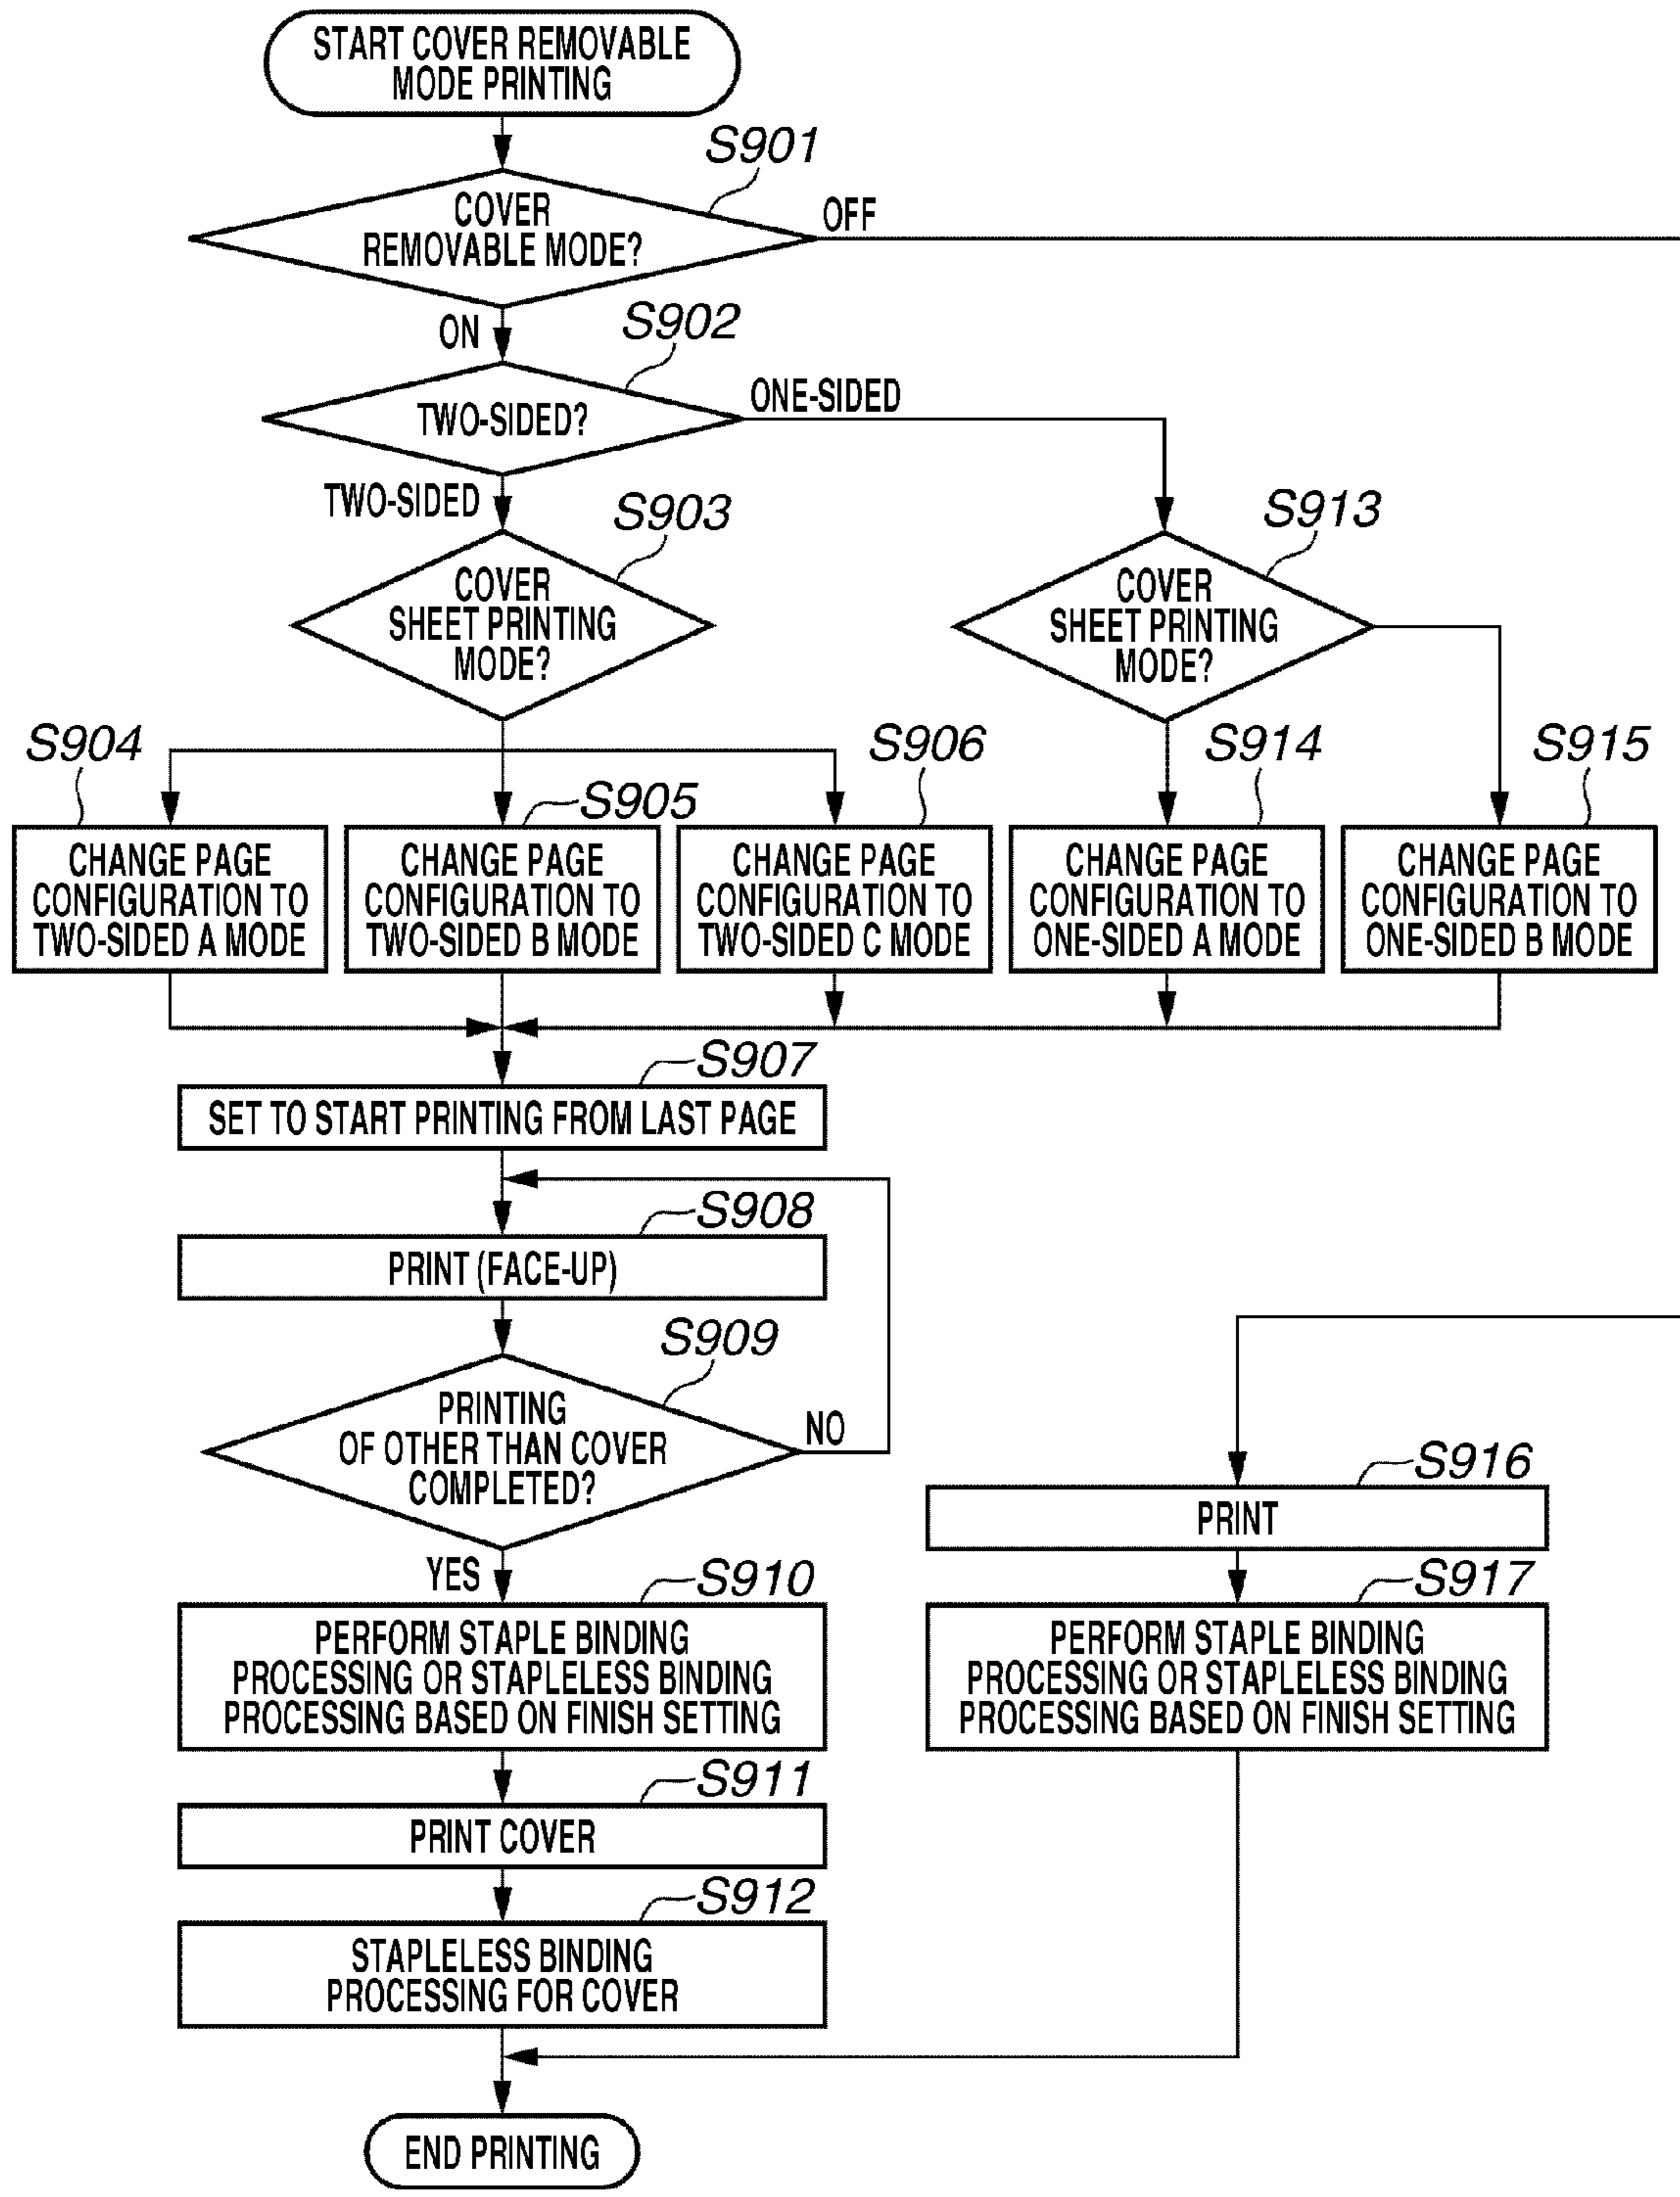 START COVER REMOVABLE
MODE PRINTING
S901
COVER
REMOVABLE MODE?
OFF
ON
S902
TWO-SIDED?
ONE-SIDED
TWO-SIDED
S903
COVER
SHEET PRINTING
MODE?
S913
COVER
SHEET PRINTING
MODE?
S904
CHANGE PAGE
CONFIGURATION TO
TWO-SIDED A MODE
S905
CHANGE PAGE
CONFIGURATION TO
TWO-SIDED B MODE
S906
CHANGE PAGE
CONFIGURATION TO
TWO-SIDED C MODE
S914
CHANGE PAGE
CONFIGURATION TO
ONE-SIDED A MODE
S915
CHANGE PAGE
CONFIGURATION TO
ONE-SIDED B MODE
S907
SET TO START PRINTING FROM LAST PAGE
S908
PRINT (FACE-UP)
S909
PRINTING
OF OTHER THAN COVER
COMPLETED?
NO
YES
S910
PERFORM STAPLE BINDING
PROCESSING OR STAPLELESS BINDING
PROCESSING BASED ON FINISH SETTING
S911
PRINT COVER
S912
STAPLELESS BINDING
PROCESSING FOR COVER
S916
PRINT
S917
PERFORM STAPLE BINDING
PROCESSING OR STAPLELESS BINDING
PROCESSING BASED ON FINISH SETTING
END PRINTING